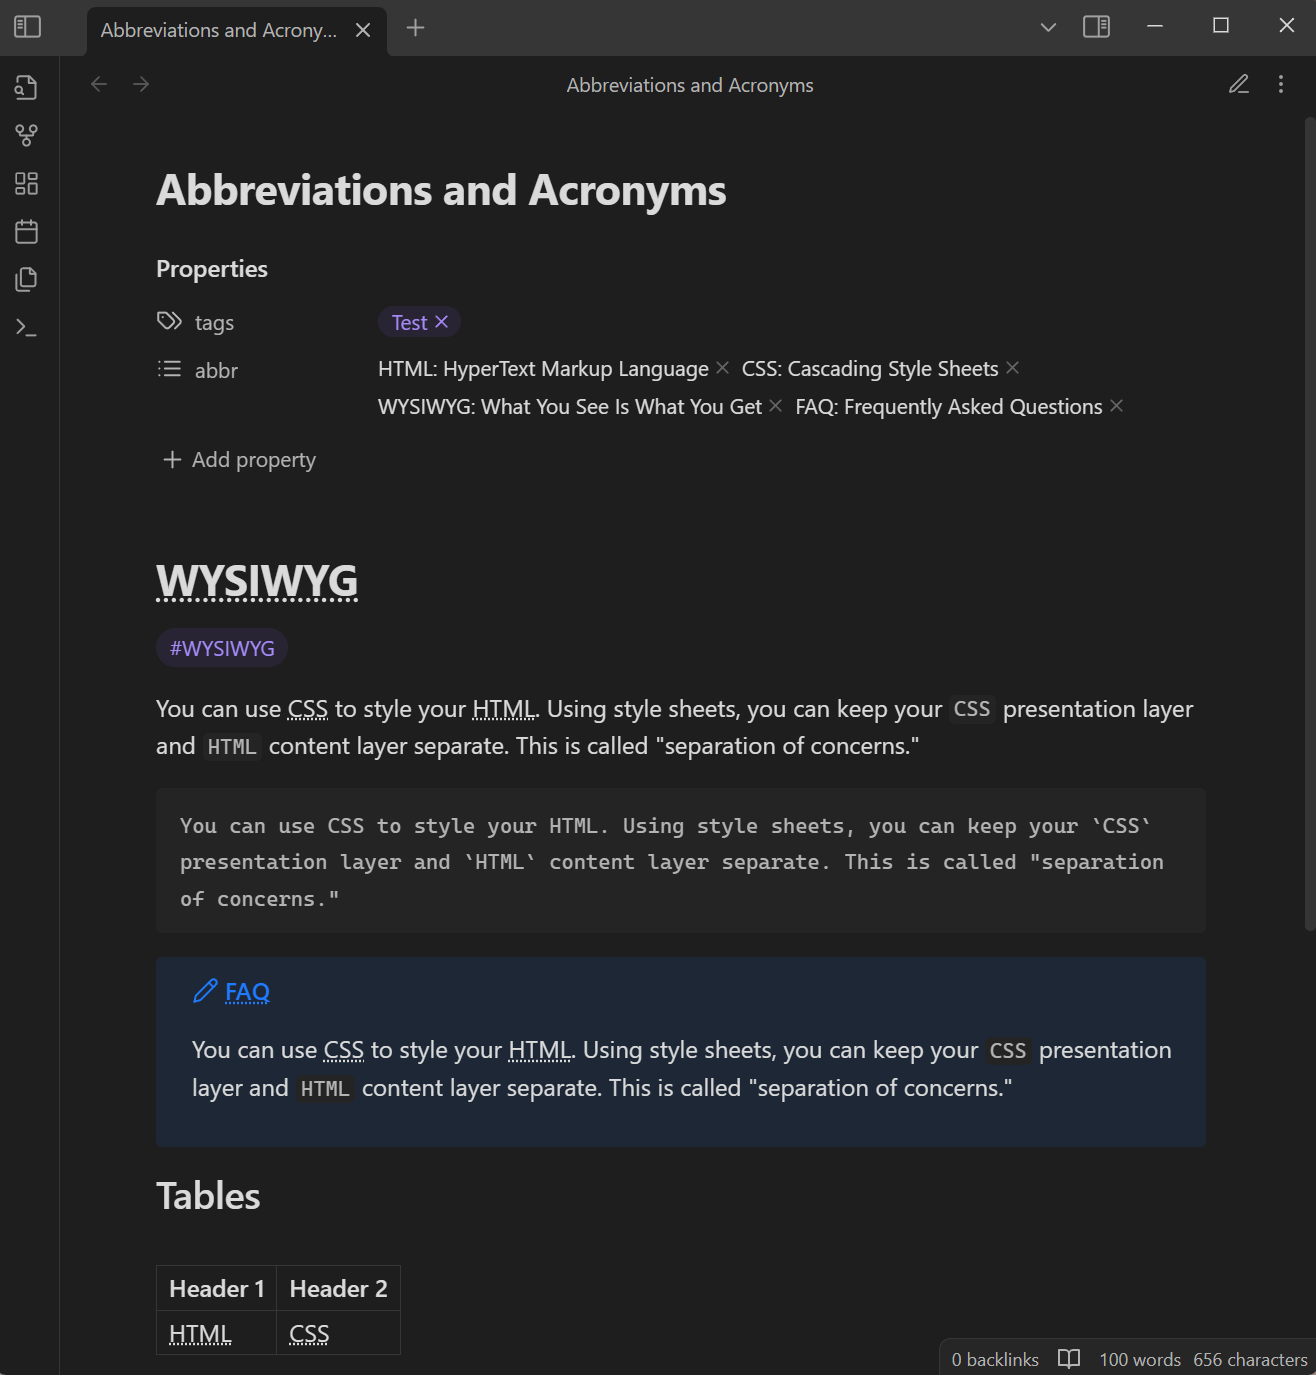 Abbreviations and Acrony...
Abbreviations and Acronyms
Abbreviations and Acronyms
Properties
tags Test
abbr HTML: HyperText Markup Language CSS: Cascading Style Sheets
WYSIWYG: What You See Is What You Get FAQ: Frequently Asked Questions
Add property
WYSIWYG
#WYSIWYG
You can use CSS to style your HTML. Using style sheets, you can keep your CSS presentation layer
and HTML content layer separate. This is called "separation of concerns."
You can use CSS to style your HTML. Using style sheets, you can keep your `CSS`
presentation layer and `HTML` content layer separate. This is called "separation
of concerns."
FAQ
You can use CSS to style your HTML. Using style sheets, you can keep your CSS presentation
layer and HTML content layer separate. This is called "separation of concerns."
Tables
Header 1 Header 2
HTML CSS
0 backlinks 100 words 656 characters